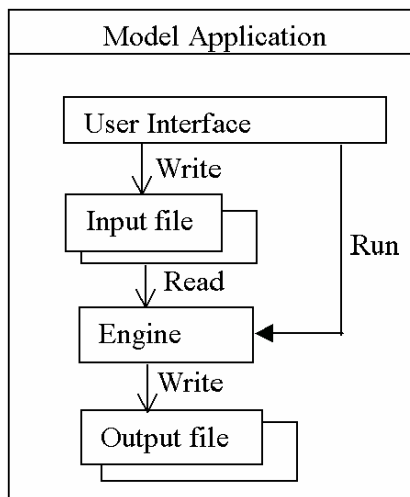 Model Application
User Interface
Write
Input file
Run
Read
Engine
Write
Output file